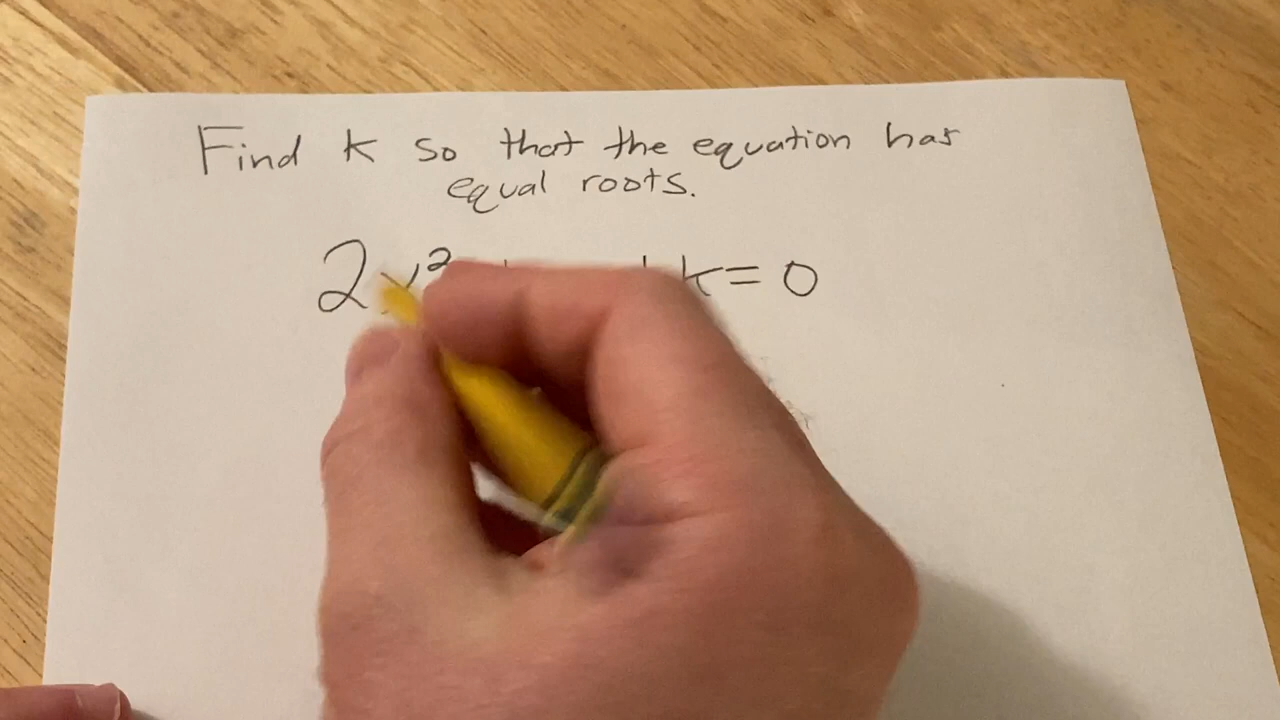 Find k so that the equation has
equal roots.
2x² k = 0